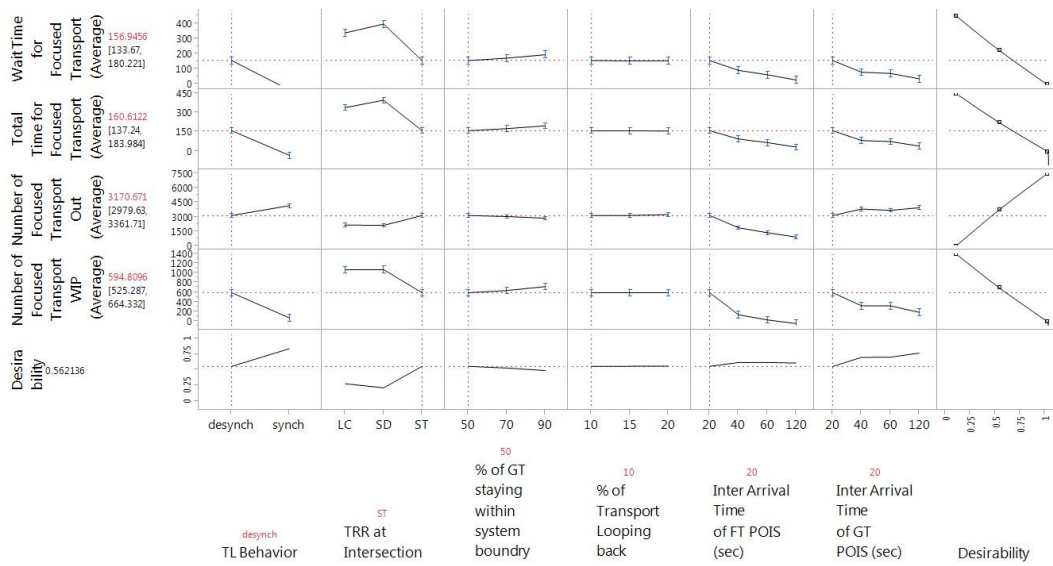 Wait Time
for
Focused
Transport
(Average)
156.9456
[133.67,
180.221]
400
300
200
100
0
Total
Time for
Focused
Transport
(Average)
160.6122
[137.24,
183.984]
450
300
150
0
Number of
Focused
Transport
Out
(Average)
3170.671
[2979.63,
3361.71]
7500
6000
4500
3000
1500
0
Number of
Focused
Transport
WIP
(Average)
594.8096
[525.287,
664.332]
1400
1200
1000
800
600
400
200
0
Desira
bility
0.562136
1
0.75
0.25
0
desynch synch
LC SD ST
50 70 90
10 15 20
20 40 60 120
20 40 60 120
0 0.25 0.75 1
desynch
TL Behavior
ST
TRR at
Intersection
50
% of GT
staying
within
system
boundry
10
% of
Transport
Looping
back
20
Inter Arrival
Time
of FT POIS
(sec)
20
Inter Arrival
Time
of GT
POIS (sec)
Desirability